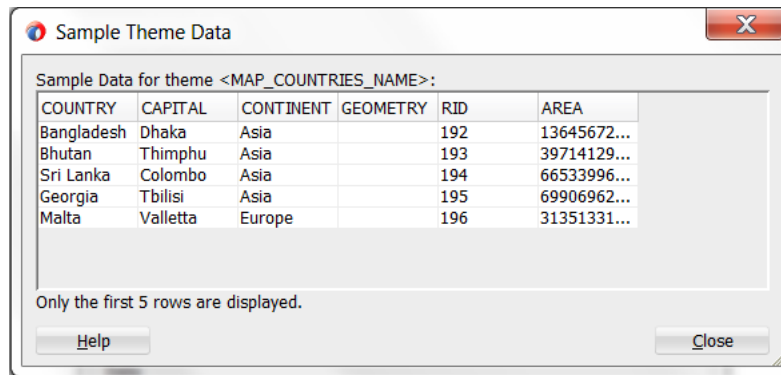 Sample Theme Data
X
Sample Data for theme <MAP_COUNTRIES_NAME>:
COUNTRY CAPITAL CONTINENT GEOMETRY RID AREA
Bangladesh Dhaka Asia 192 13645672...
Bhutan Thimphu Asia 193 39714129...
Sri Lanka Colombo Asia 194 66533996...
Georgia Tbilisi Asia 195 69906962...
Malta Valletta Europe 196 31351331...
Only the first 5 rows are displayed.
Help Close